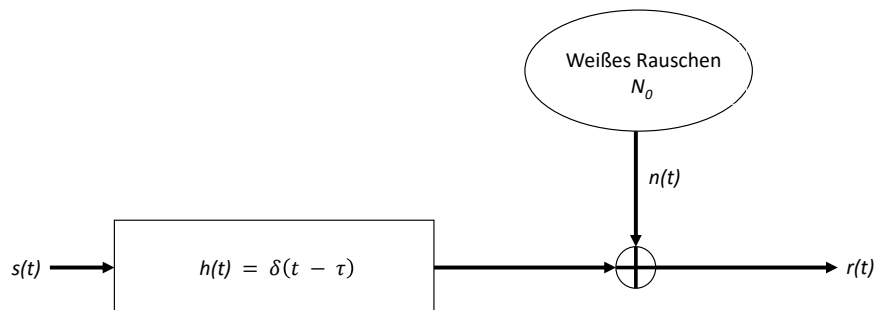 Weißes Rauschen
N₀
n(t)
s(t)
h(t) = δ(t − τ)
r(t)